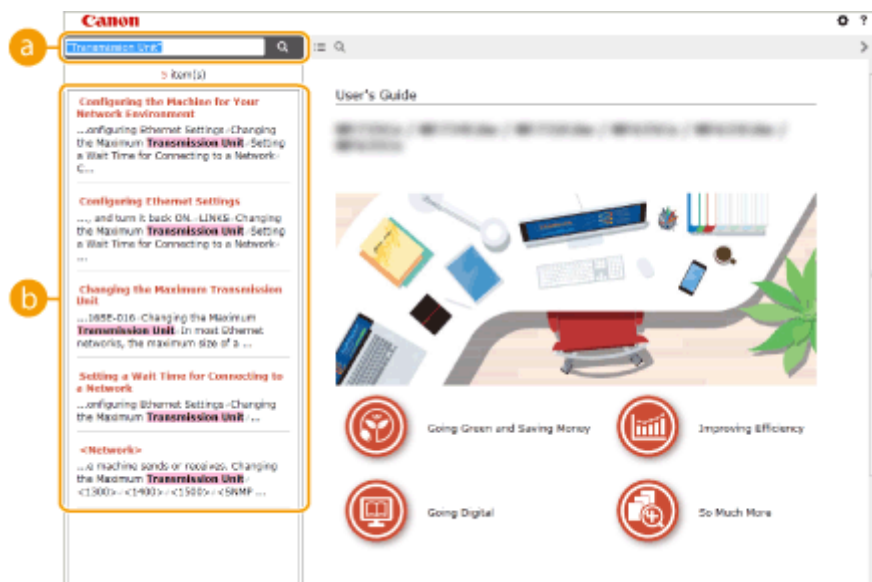 Canon
?
a
"Transmission Unit"
5 item(s)
b
Configuring the Machine for Your
Network Environment
...onfiguring Ethernet Settings Changing
the Maximum Transmission Unit Setting
a Wait Time for Connecting to a Network
C...
Configuring Ethernet Settings
..., and turn it back ON. LINKS Changing
the Maximum Transmission Unit Setting
a Wait Time for Connecting to a Network
...
Changing the Maximum Transmission
Unit
...165E-016 Changing the Maximum
Transmission Unit In most Ethernet
networks, the maximum size of a ...
Setting a Wait Time for Connecting to
a Network
...onfiguring Ethernet Settings Changing
the Maximum Transmission Unit ...
<Network>
...e machine sends or receives. Changing
the Maximum Transmission Unit
<1300> <1400> <1500> <SNMP ...
User's Guide
Going Green and Saving Money
Improving Efficiency
Going Digital
So Much More